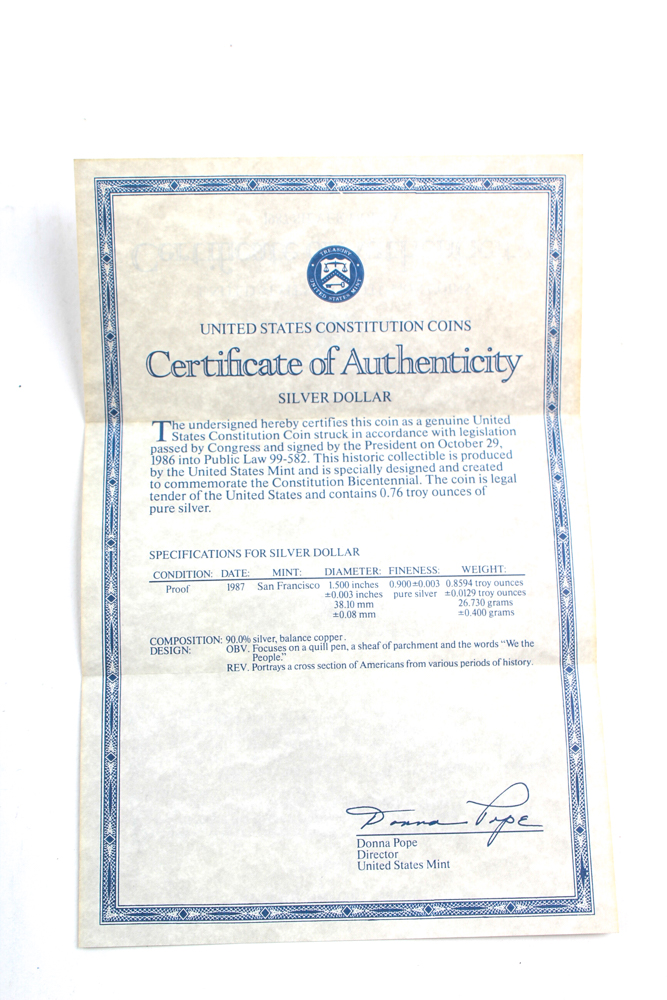 TREASURY
UNITED STATES MINT
UNITED STATES CONSTITUTION COINS
Certificate of Authenticity
SILVER DOLLAR
The undersigned hereby certifies this coin as a genuine United
States Constitution Coin struck in accordance with legislation
passed by Congress and signed by the President on October 29,
1986 into Public Law 99-582. This historic collectible is produced
by the United States Mint and is specially designed and created
to commemorate the Constitution Bicentennial. The coin is legal
tender of the United States and contains 0.76 troy ounces of
pure silver.
SPECIFICATIONS FOR SILVER DOLLAR
CONDITION: DATE: MINT: DIAMETER: FINENESS: WEIGHT:
Proof 1987 San Francisco 1.500 inches 0.900±0.003 0.8594 troy ounces
±0.003 inches pure silver ±0.0129 troy ounces
38.10 mm 26.730 grams
±0.08 mm ±0.400 grams
COMPOSITION: 90.0% silver, balance copper.
DESIGN: OBV. Focuses on a quill pen, a sheaf of parchment and the words “We the
People.”
REV. Portrays a cross section of Americans from various periods of history.
Donna Pope
Donna Pope
Director
United States Mint